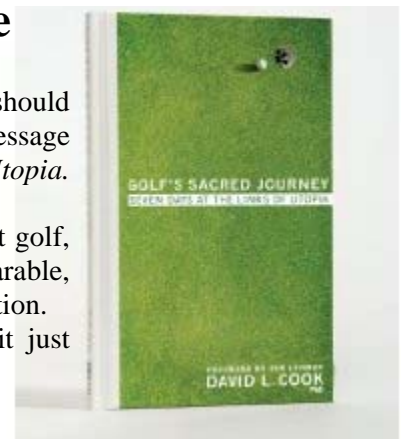 e
should
essage
Utopia.
t golf,
arable,
tion.
it just
GOLF'S SACRED JOURNEY
SEVEN DAYS AT THE LINKS OF UTOPIA
DAVID L. COOK